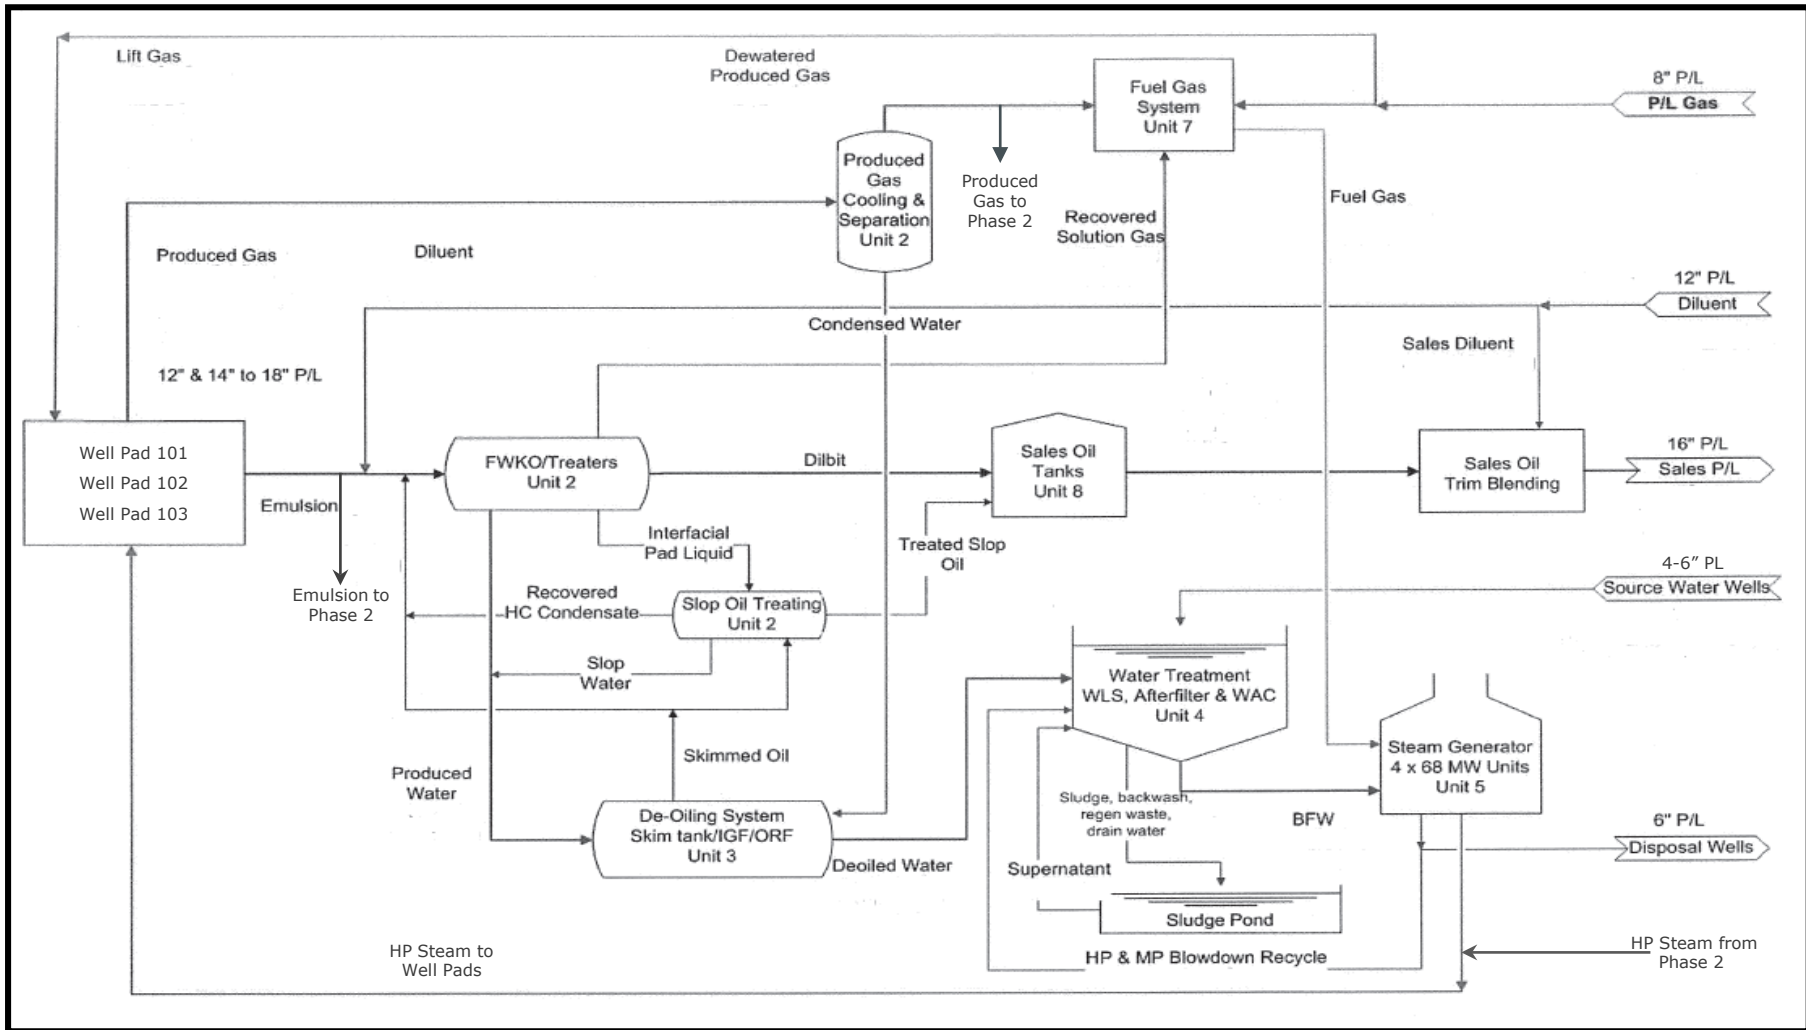 Lift Gas
Dewatered
Produced Gas
8" P/L
P/L Gas
Fuel Gas
System
Unit 7
Produced
Gas
Cooling &
Separation
Unit 2
Produced
Gas to
Phase 2
Recovered
Solution Gas
Fuel Gas
Produced Gas
Diluent
12" P/L
Diluent
Condensed Water
Sales Diluent
12" & 14" to 18" P/L
Well Pad 101
Well Pad 102
Well Pad 103
Emulsion
FWKO/Treaters
Unit 2
Dilbit
Sales Oil
Tanks
Unit 8
Sales Oil
Trim Blending
16" P/L
Sales P/L
Interfacial
Pad Liquid
Treated Slop
Oil
4-6” PL
Source Water Wells
Emulsion to
Phase 2
Recovered
HC Condensate
Slop Oil Treating
Unit 2
Slop
Water
Water Treatment
WLS, Afterfilter & WAC
Unit 4
Skimmed Oil
Steam Generator
4 x 68 MW Units
Unit 5
Produced
Water
De-Oiling System
Skim tank/IGF/ORF
Unit 3
Sludge, backwash,
regen waste,
drain water
BFW
6" P/L
Disposal Wells
Deoiled Water
Supernatant
Sludge Pond
HP Steam to
Well Pads
HP & MP Blowdown Recycle
HP Steam from
Phase 2